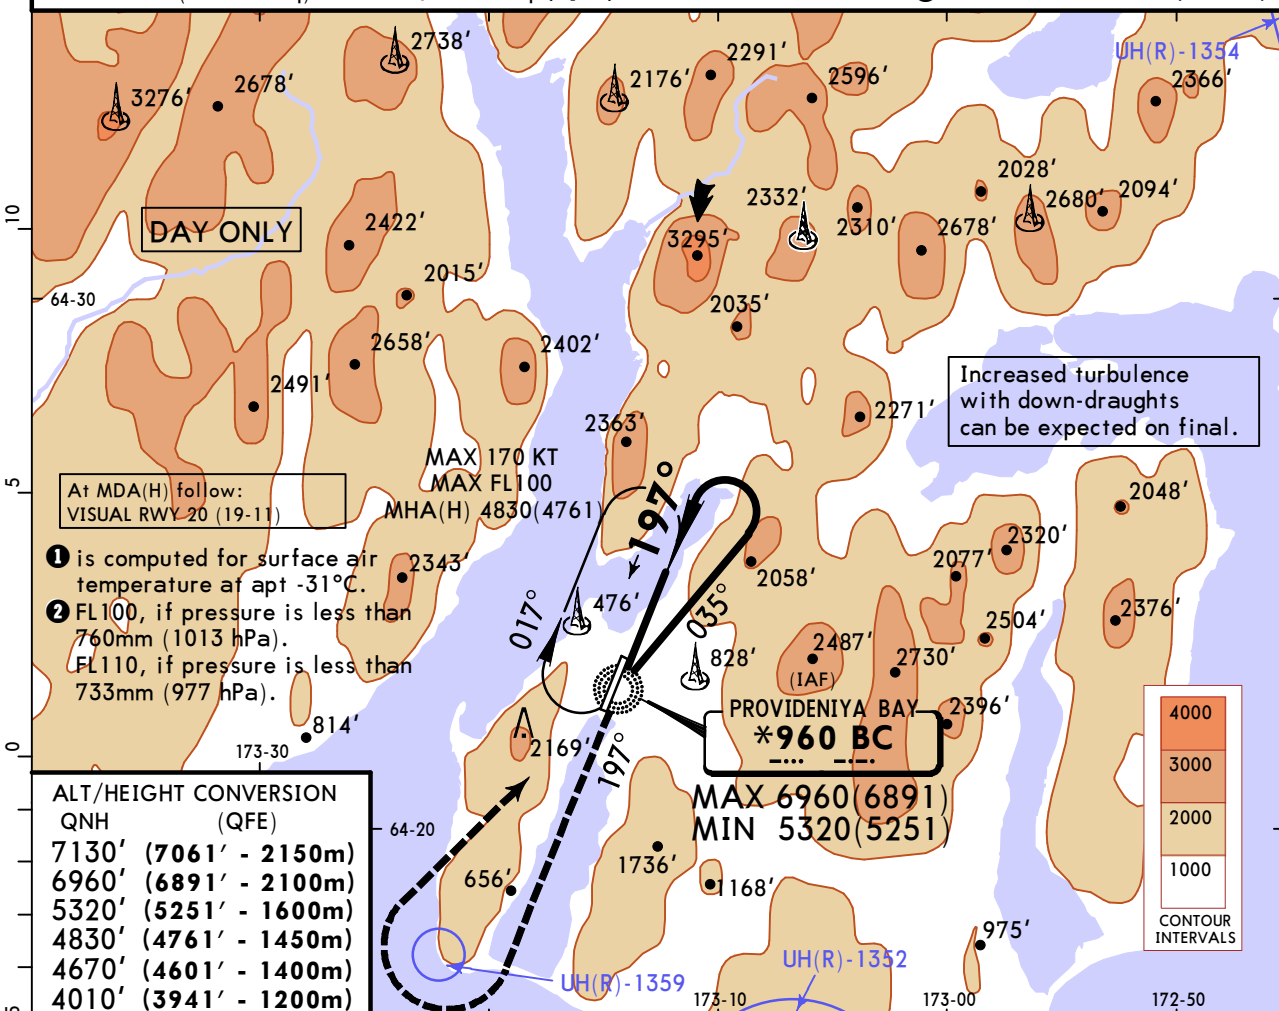 UH(R)-1354
2738'
2291'
2596'
2366'
3276'
2678'
2176'
2028'
2680'
2094'
10
DAY ONLY
2422'
2332'
2310'
2678'
3295'
64-30
2015'
2035'
2658'
2402'
2491'
2363'
2271'
Increased turbulence
with down-draughts
can be expected on final.
MAX 170 KT
MAX FL100
MHA(H) 4830(4761)
197°
5
At MDA(H) follow:
VISUAL RWY 20 (19-11)
2048'
1 is computed for surface air
temperature at apt -31°C.
2 FL100, if pressure is less than
760mm (1013 hPa).
FL110, if pressure is less than
733mm (977 hPa).
2343'
2320'
2077'
2058'
476'
017°
035°
2376'
2504'
828'
2487'
2730'
(IAF)
PROVIDENIYA BAY
*960 BC
2396'
MAX 6960(6891)
MIN 5320(5251)
814'
173-30
0
2169'
197°
4000
3000
2000
1000
CONTOUR
INTERVALS
ALT/HEIGHT CONVERSION
QNH (QFE)
7130' (7061' - 2150m)
6960' (6891' - 2100m)
5320' (5251' - 1600m)
4830' (4761' - 1450m)
4670' (4601' - 1400m)
4010' (3941' - 1200m)
64-20
656'
1736'
1168'
975'
UH(R)-1359
UH(R)-1352
173-10
173-00
172-50